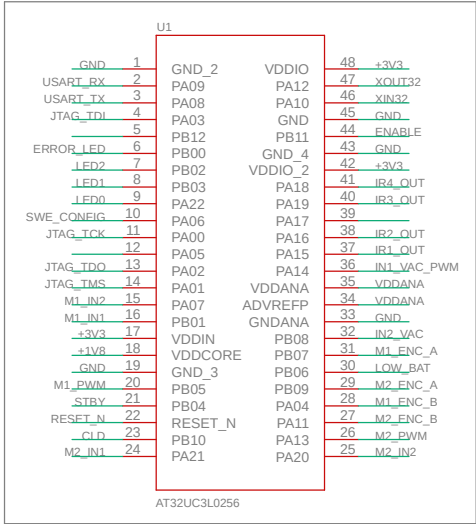 U1
GND 1 GND_2 VDDIO 48 +3V3
USART_RX 2 PA09 PA12 47 XOUT32
USART_TX 3 PA08 PA10 46 XIN32
JTAG_TDI 4 PA03 GND 45 GND
5 PB12 PB11 44 ENABLE
ERROR_LED 6 PB00 GND_4 43 GND
LED2 7 PB02 VDDIO_2 42 +3V3
LED1 8 PB03 PA18 41 IR4_OUT
LED0 9 PA22 PA19 40 IR3_OUT
SWE_CONFIG 10 PA06 PA17 39
JTAG_TCK 11 PA00 PA16 38 IR2_OUT
12 PA05 PA15 37 IR1_OUT
JTAG_TDO 13 PA02 PA14 36 IN1_VAC_PWM
JTAG_TMS 14 PA01 VDDANA 35 VDDANA
M1_IN2 15 PA07 ADVREFP 34 VDDANA
M1_IN1 16 PB01 GNDANA 33 GND
+3V3 17 VDDIN PB08 32 IN2_VAC
+1V8 18 VDDCORE PB07 31 M1_ENC_A
GND 19 GND_3 PB06 30 LOW_BAT
M1_PWM 20 PB05 PB09 29 M2_ENC_A
STBY 21 PB04 PA04 28 M1_ENC_B
RESET_N 22 RESET_N PA11 27 M2_ENC_B
CLD 23 PB10 PA13 26 M2_PWM
M2_IN1 24 PA21 PA20 25 M2_IN2
AT32UC3L0256